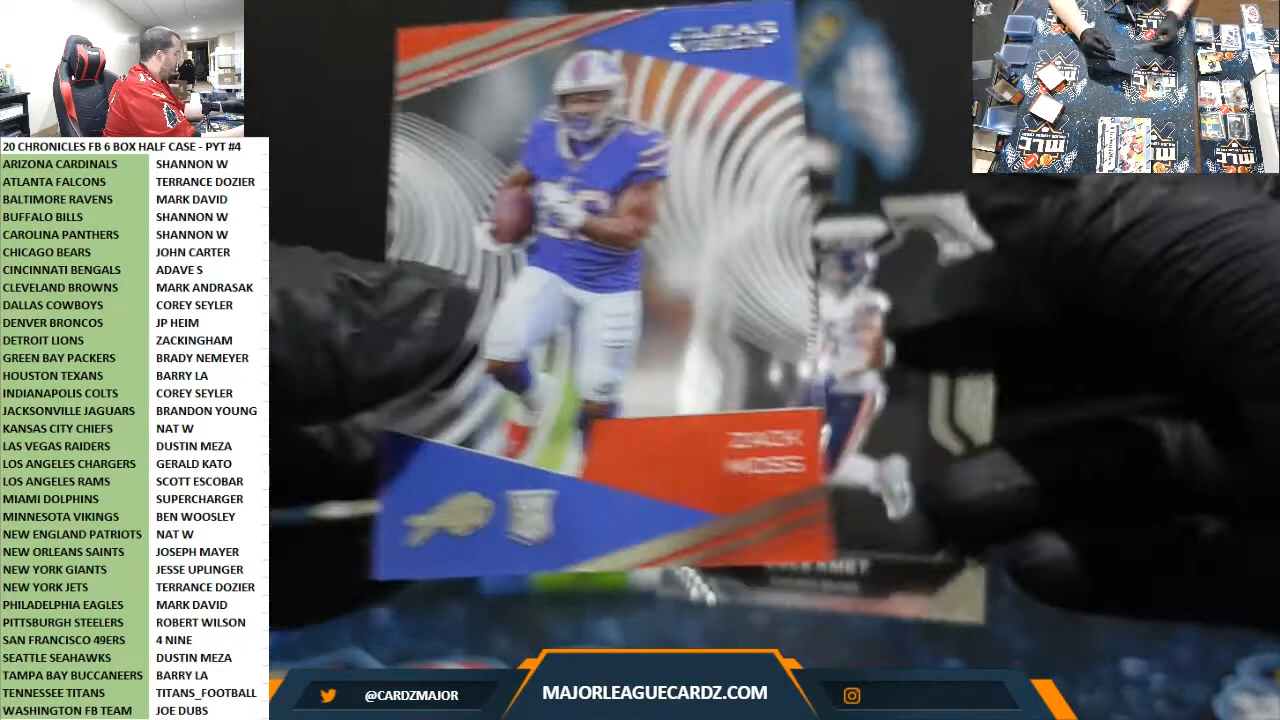 20 CHRONICLES FB 6 BOX HALF CASE - PYT #4
ARIZONA CARDINALS SHANNON W
ATLANTA FALCONS TERRANCE DOZIER
BALTIMORE RAVENS MARK DAVID
BUFFALO BILLS SHANNON W
CAROLINA PANTHERS SHANNON W
CHICAGO BEARS JOHN CARTER
CINCINNATI BENGALS ADAVE S
CLEVELAND BROWNS MARK ANDRASAK
DALLAS COWBOYS COREY SEYLER
DENVER BRONCOS JP HEIM
DETROIT LIONS ZACKINGHAM
GREEN BAY PACKERS BRADY NEMEYER
HOUSTON TEXANS BARRY LA
INDIANAPOLIS COLTS COREY SEYLER
JACKSONVILLE JAGUARS BRANDON YOUNG
KANSAS CITY CHIEFS NAT W
LAS VEGAS RAIDERS DUSTIN MEZA
LOS ANGELES CHARGERS GERALD KATO
LOS ANGELES RAMS SCOTT ESCOBAR
MIAMI DOLPHINS SUPERCHARGER
MINNESOTA VIKINGS BEN WOOSLEY
NEW ENGLAND PATRIOTS NAT W
NEW ORLEANS SAINTS JOSEPH MAYER
NEW YORK GIANTS JESSE UPLINGER
NEW YORK JETS TERRANCE DOZIER
PHILADELPHIA EAGLES MARK DAVID
PITTSBURGH STEELERS ROBERT WILSON
SAN FRANCISCO 49ERS 4 NINE
SEATTLE SEAHAWKS DUSTIN MEZA
TAMPA BAY BUCCANEERS BARRY LA
TENNESSEE TITANS TITANS_FOOTBALL
WASHINGTON FB TEAM JOE DUBS
ZACK
MOSS
@CARDZMAJOR
MAJORLEAGUECARDZ.COM